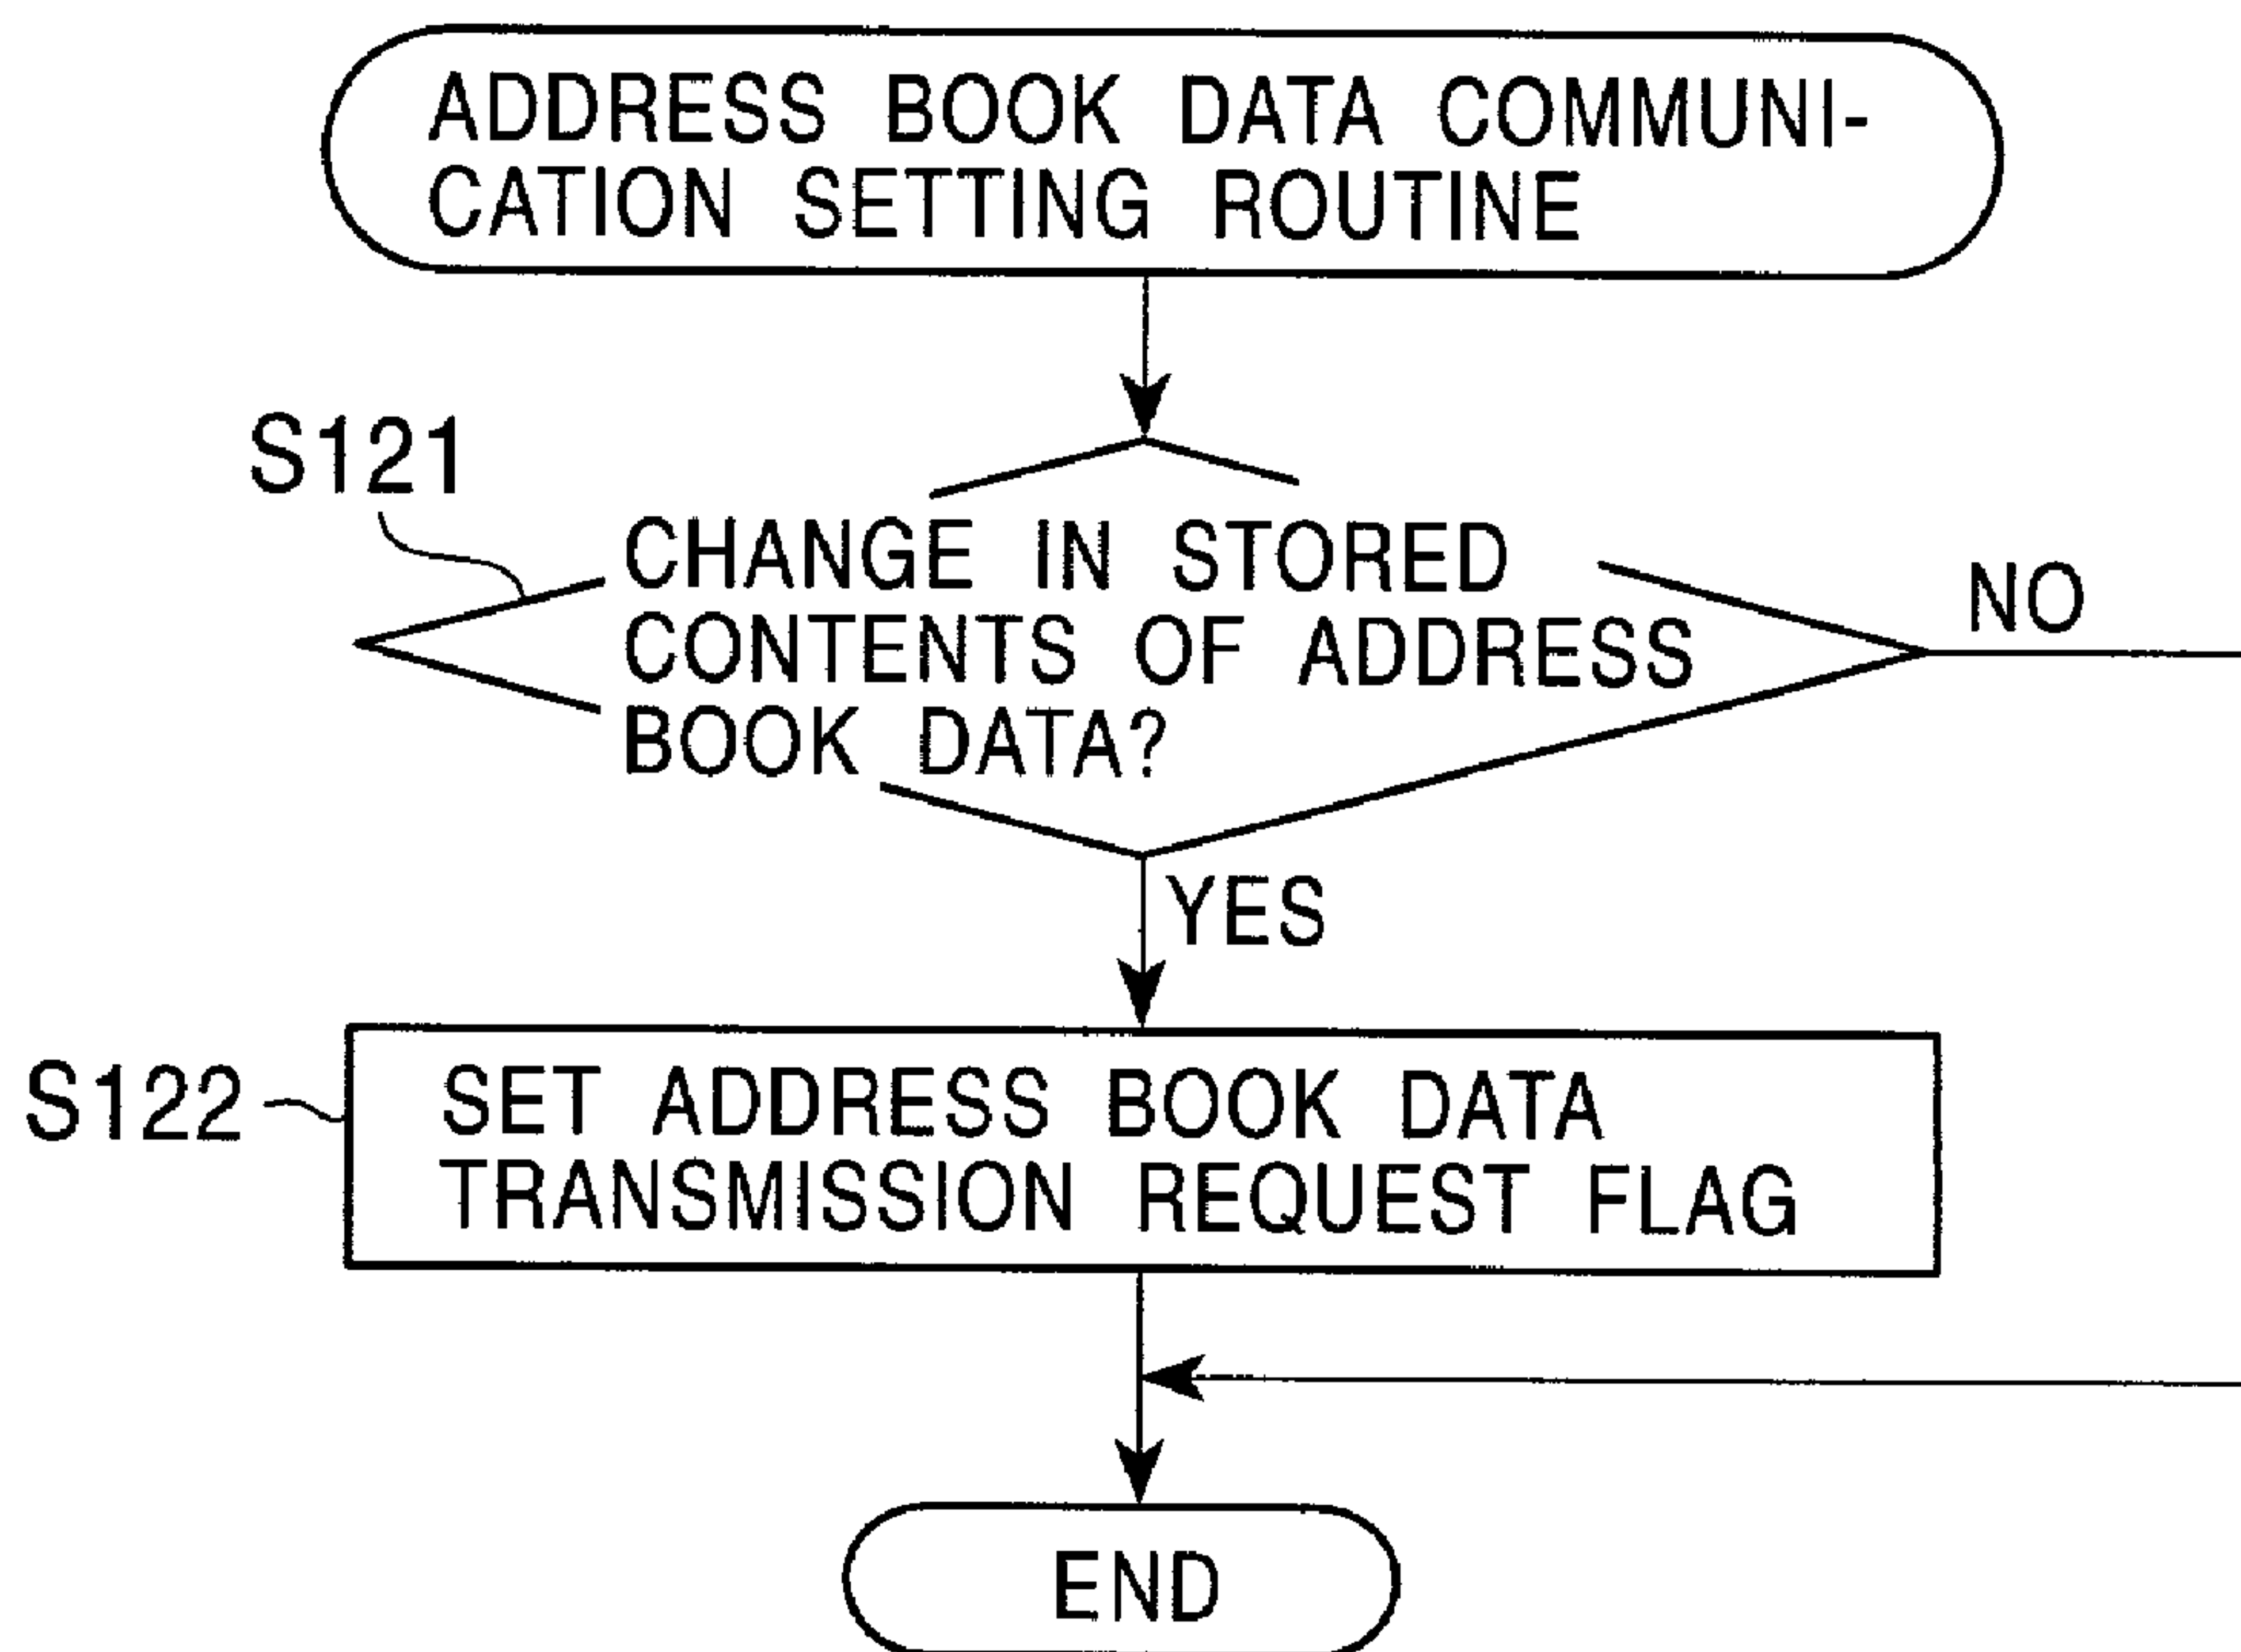 ADDRESS BOOK DATA COMMUNI-
CATION SETTING ROUTINE
S121
CHANGE IN STORED
CONTENTS OF ADDRESS
BOOK DATA?
NO
YES
S122
SET ADDRESS BOOK DATA
TRANSMISSION REQUEST FLAG
END